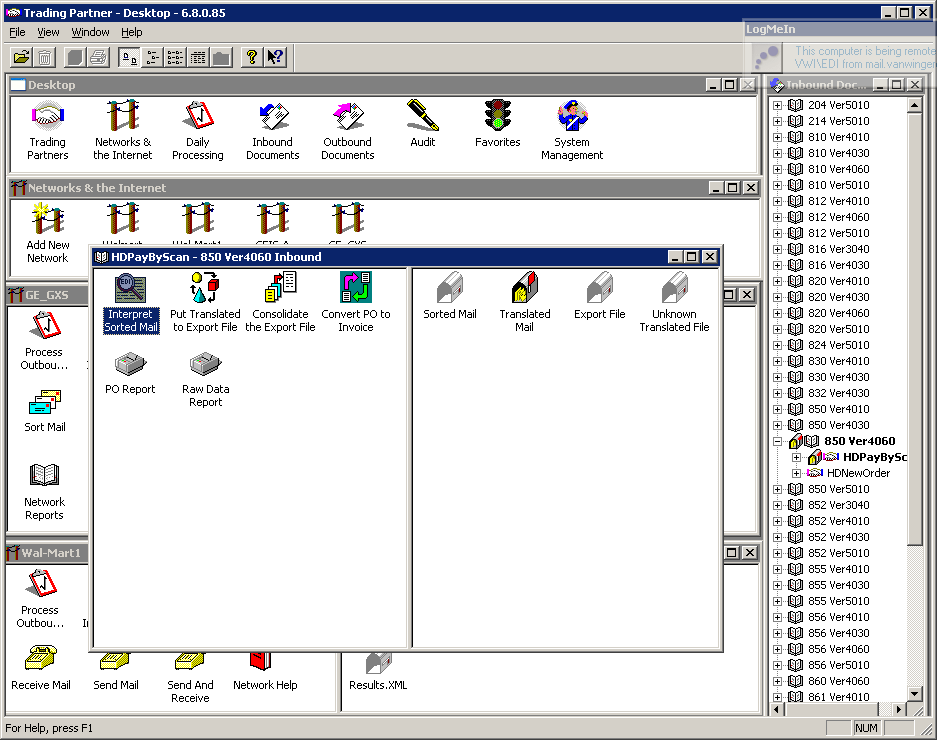 Trading Partner - Desktop - 6.8.0.85
File View Window Help
LogMeIn
This computer is being remote
VWI\EDI from mail.vanwingen
Desktop
Trading Partners
Networks & the Internet
Daily Processing
Inbound Documents
Outbound Documents
Audit
Favorites
System Management
Networks & the Internet
Add New Network
Walmart
Wal-Mart1
GEIS-A
GE_GXS
HDPayByScan - 850 Ver4060 Inbound
Interpret Sorted Mail
Put Translated to Export File
Consolidate the Export File
Convert PO to Invoice
PO Report
Raw Data Report
Sorted Mail
Translated Mail
Export File
Unknown Translated File
GE_GXS
Process Outbou...
Sort Mail
Network Reports
Wal-Mart1
Process Outbou...
Receive Mail
Send Mail
Send And Receive
Network Help
Results.XML
Inbound Doc...
204 Ver5010
214 Ver5010
810 Ver4010
810 Ver4030
810 Ver4060
810 Ver5010
812 Ver4010
812 Ver4060
812 Ver5010
816 Ver3040
816 Ver4030
820 Ver4010
820 Ver4030
820 Ver4060
820 Ver5010
824 Ver5010
830 Ver4010
830 Ver4030
832 Ver4030
850 Ver4010
850 Ver4030
850 Ver4060
HDPayBySc
HDNewOrder
850 Ver5010
852 Ver3040
852 Ver4010
852 Ver4030
852 Ver5010
855 Ver4010
855 Ver4030
855 Ver5010
856 Ver4010
856 Ver4030
856 Ver4060
856 Ver5010
860 Ver4060
861 Ver4010
For Help, press F1
NUM